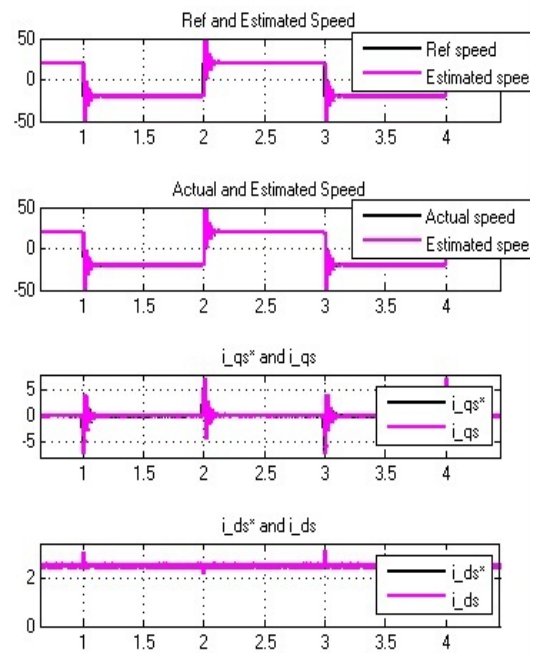 Ref and Estimated Speed
50
0
-50
Ref speed
Estimated spee
1 1.5 2 2.5 3 3.5 4
Actual and Estimated Speed
50
0
-50
Actual speed
Estimated spee
1 1.5 2 2.5 3 3.5 4
i_qs* and i_qs
5
0
-5
i_qs*
i_qs
1 1.5 2 2.5 3 3.5 4
i_ds* and i_ds
2
0
i_ds*
i_ds
1 1.5 2 2.5 3 3.5 4